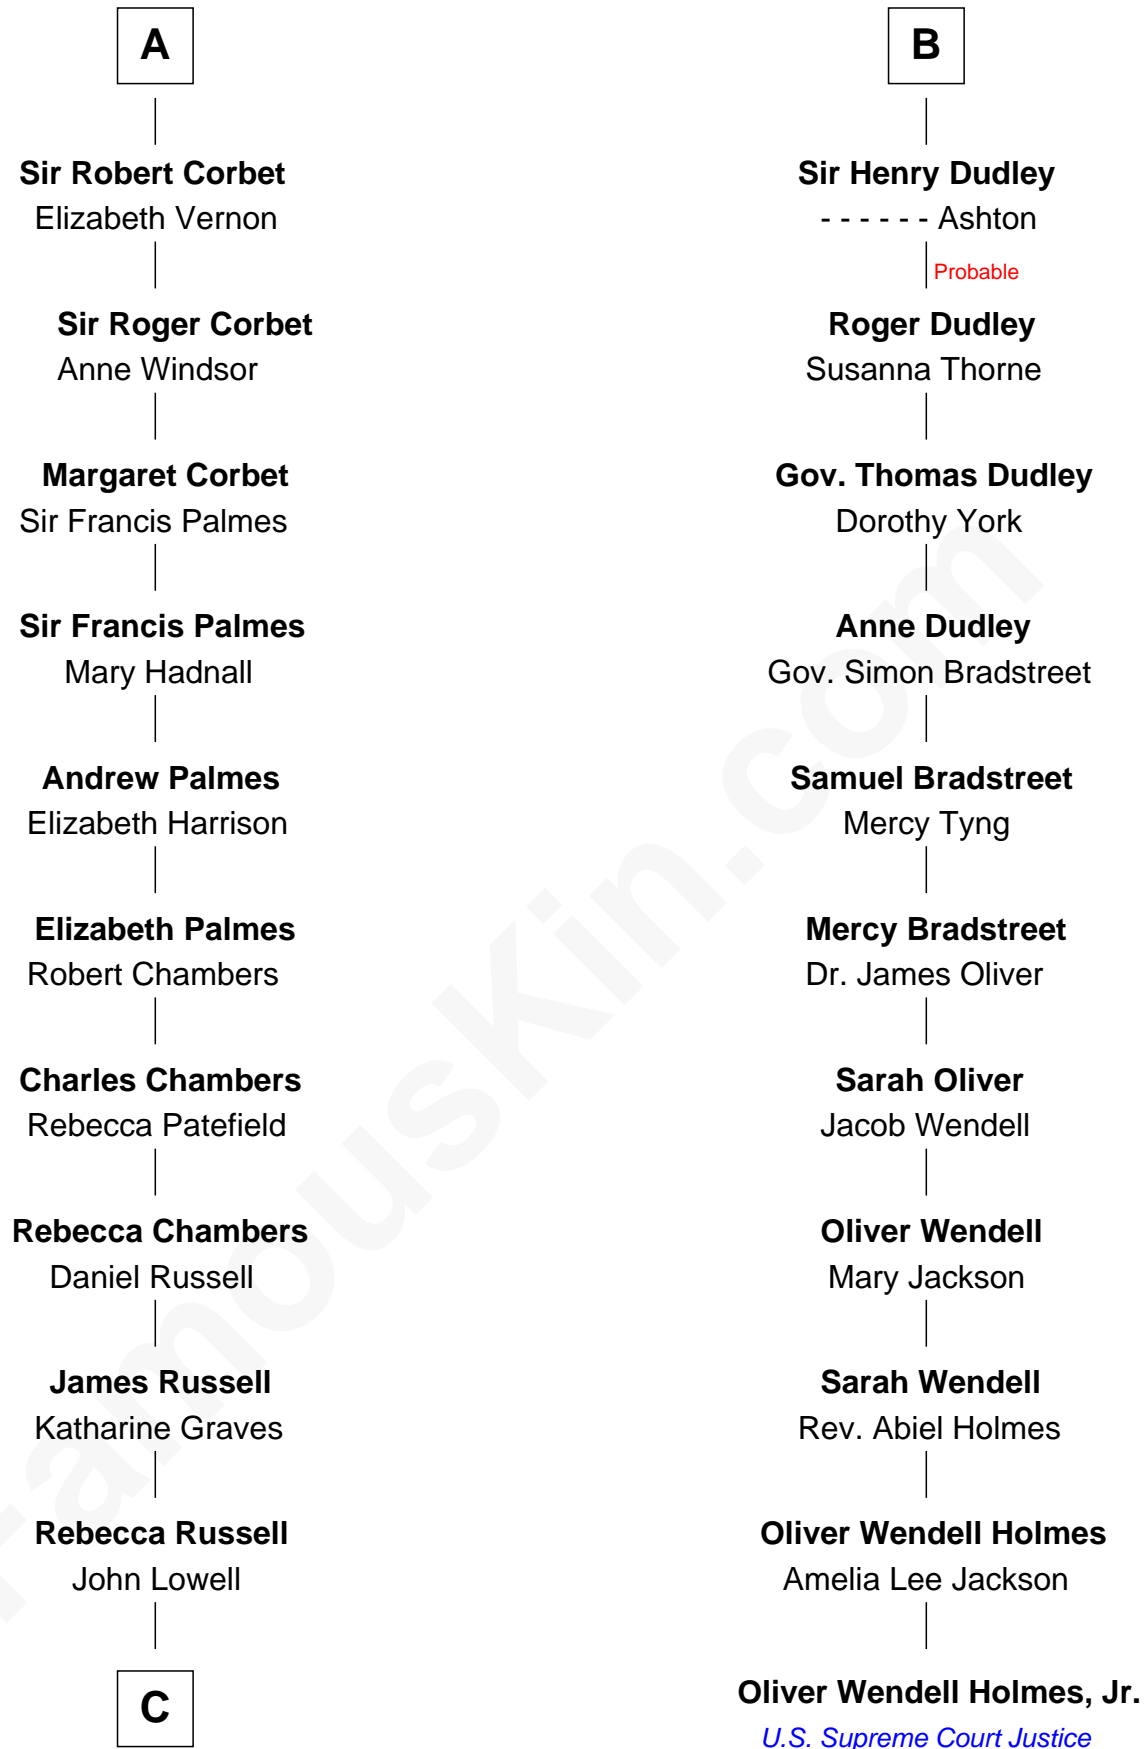 A
Sir Robert Corbet
Elizabeth Vernon
Sir Roger Corbet
Anne Windsor
Margaret Corbet
Sir Francis Palmes
Sir Francis Palmes
Mary Hadnall
Andrew Palmes
Elizabeth Harrison
Elizabeth Palmes
Robert Chambers
Charles Chambers
Rebecca Patefield
Rebecca Chambers
Daniel Russell
James Russell
Katharine Graves
Rebecca Russell
John Lowell
C
B
Sir Henry Dudley
- - - - - - Ashton
Probable
Roger Dudley
Susanna Thorne
Gov. Thomas Dudley
Dorothy York
Anne Dudley
Gov. Simon Bradstreet
Samuel Bradstreet
Mercy Tyng
Mercy Bradstreet
Dr. James Oliver
Sarah Oliver
Jacob Wendell
Oliver Wendell
Mary Jackson
Sarah Wendell
Rev. Abiel Holmes
Oliver Wendell Holmes
Amelia Lee Jackson
Oliver Wendell Holmes, Jr.
U.S. Supreme Court Justice
FamousKin.com